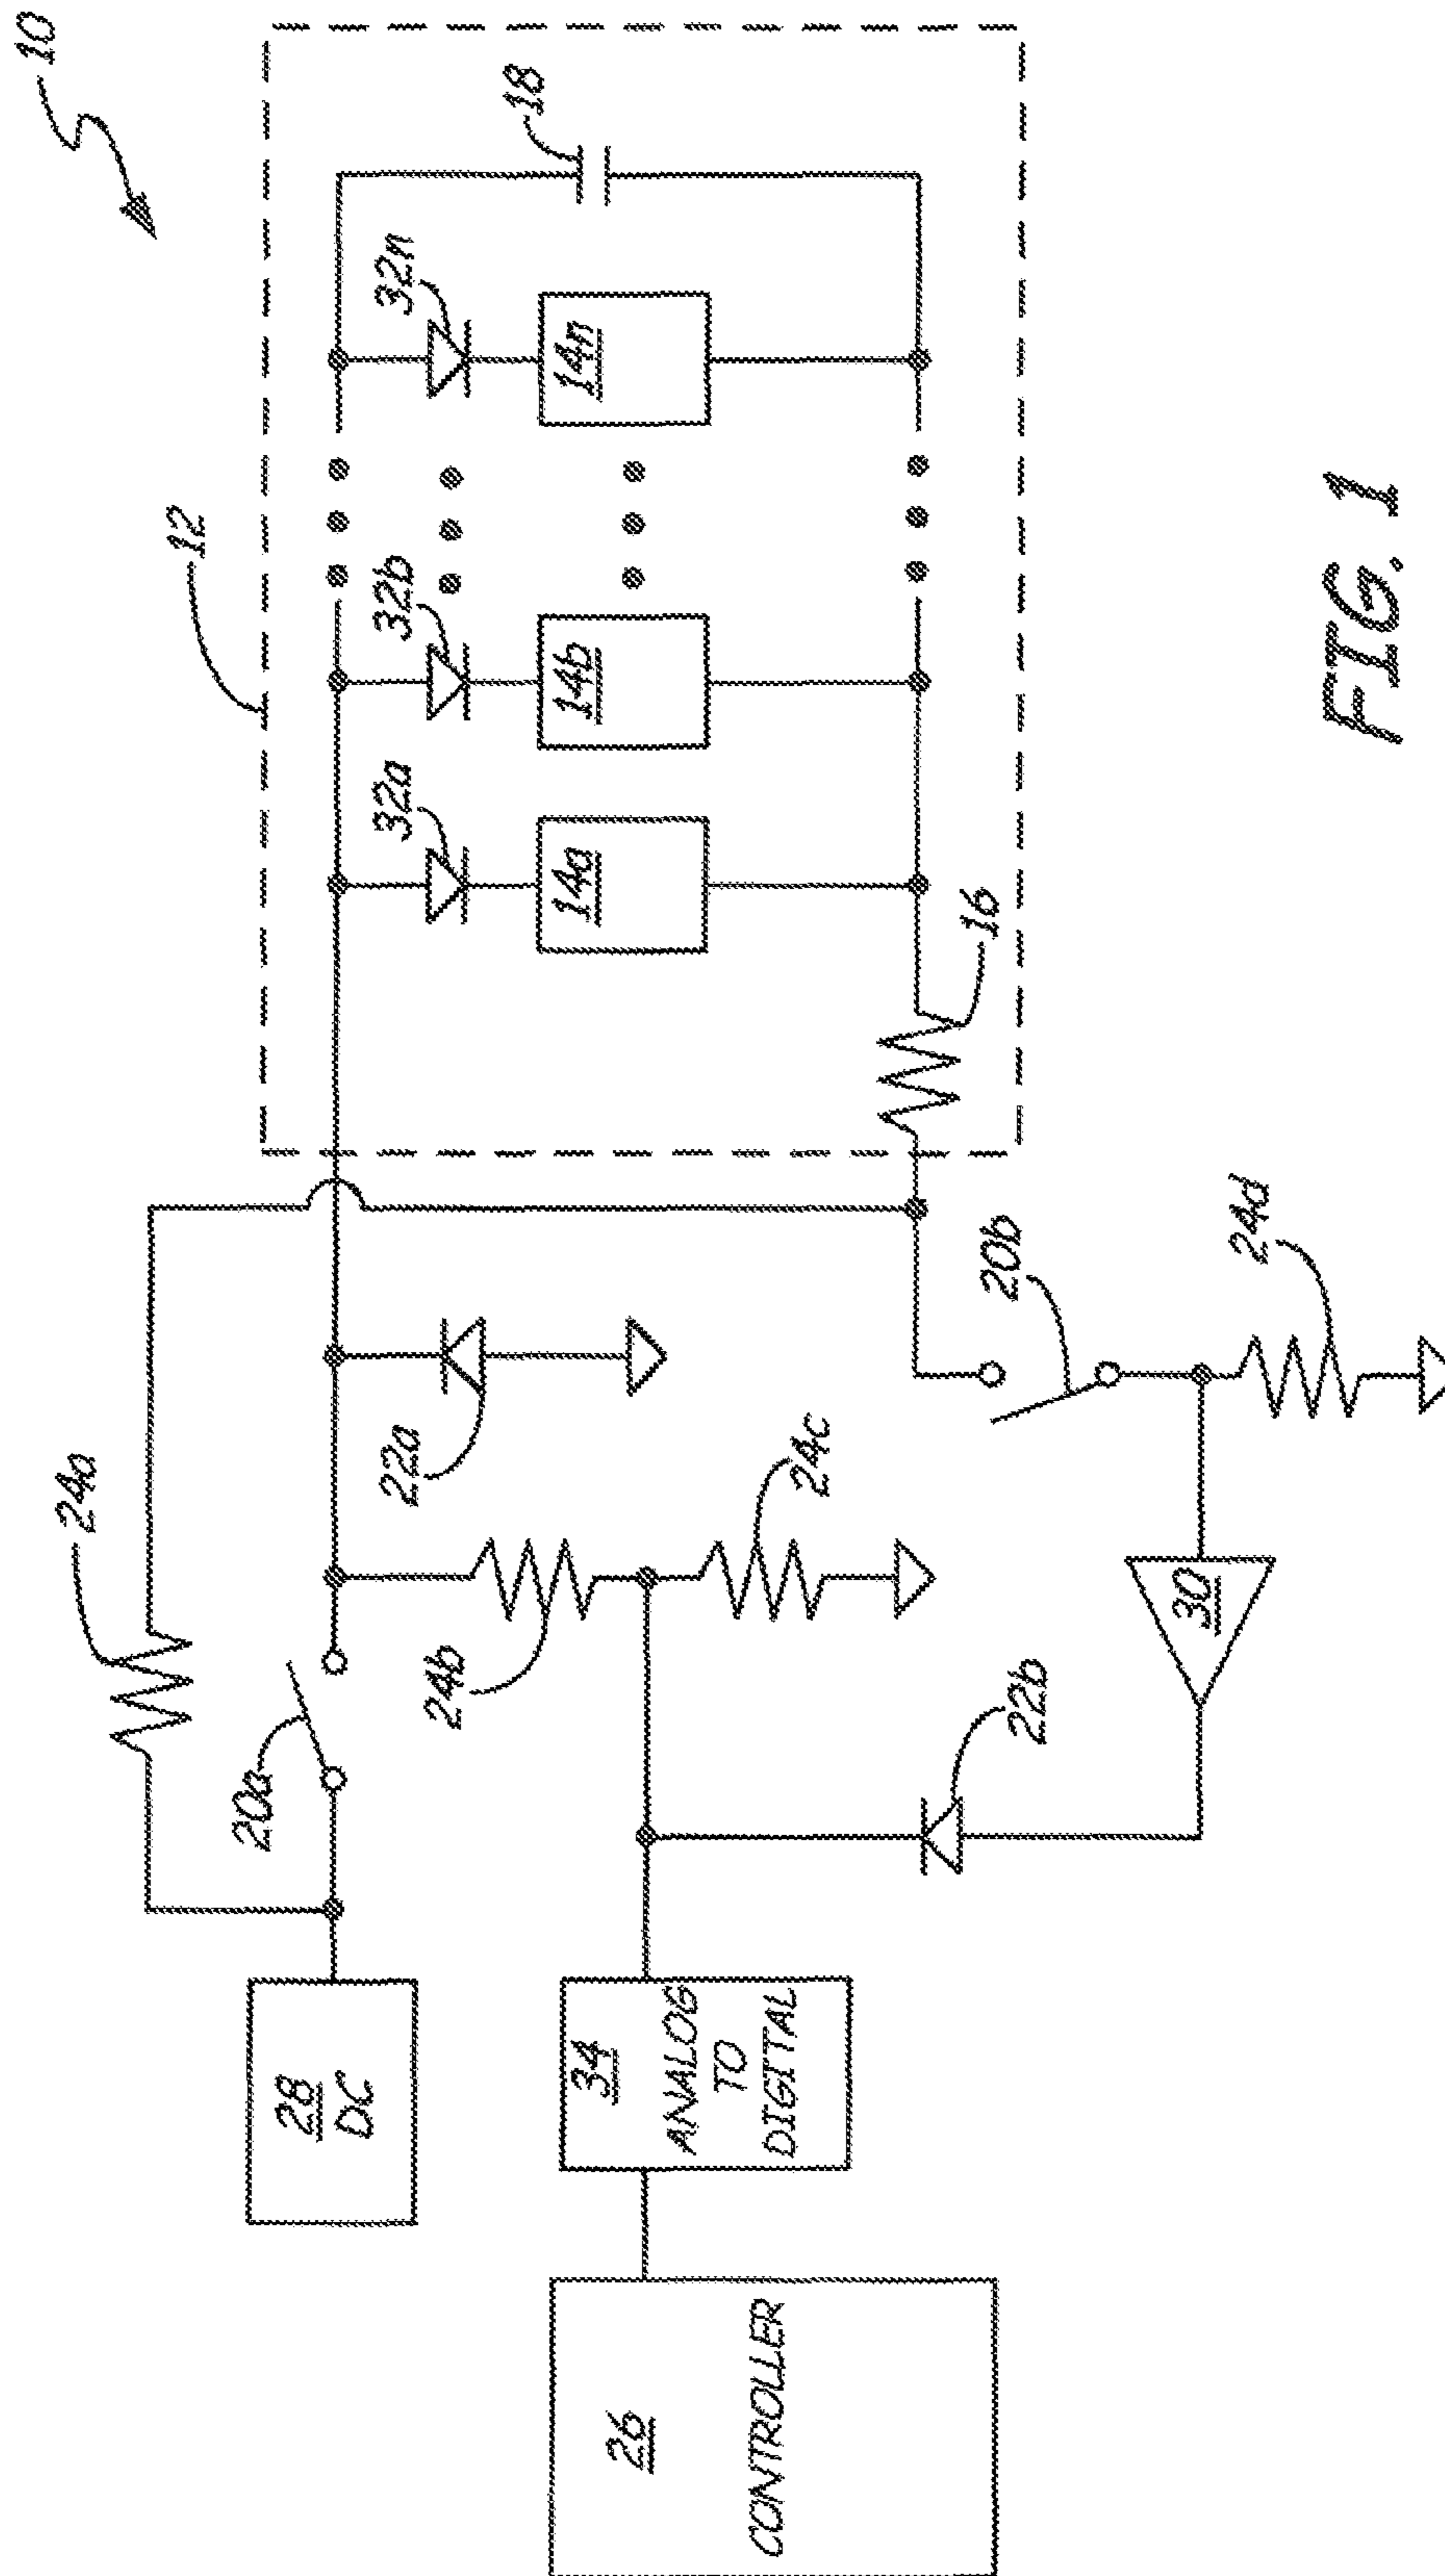 10
12
18
32n
32b
32a
14n
14b
14a
16
24a
20a
22a
24b
24c
20b
24d
22b
30
28
DC
34
ANALOG
TO
DIGITAL
26
CONTROLLER
FIG. 1